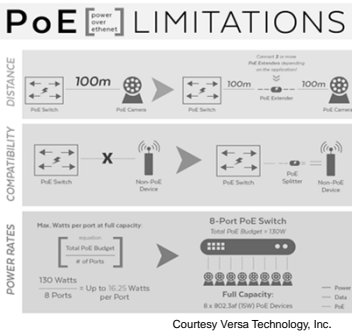 PoE [power over ethenet] LIMITATIONS
DISTANCE
100m
PoE Switch
PoE Camera
Connect 2 or more
PoE Extenders depending
on the application!
100m
100m
PoE Switch
PoE Extender
PoE Camera
COMPATIBILITY
X
PoE Switch
Non-PoE
Device
PoE Switch
PoE
Splitter
Non-PoE
Device
POWER RATES
Max. Watts per port at full capacity:
equation
Total PoE Budget
# of Ports
130 Watts
8 Ports
= Up to 16.25 Watts
per Port
8-Port PoE Switch
Total PoE Budget = 130W
Full Capacity:
8 x 802.3af (15W) PoE Devices
Power
Data
PoE
Courtesy Versa Technology, Inc.